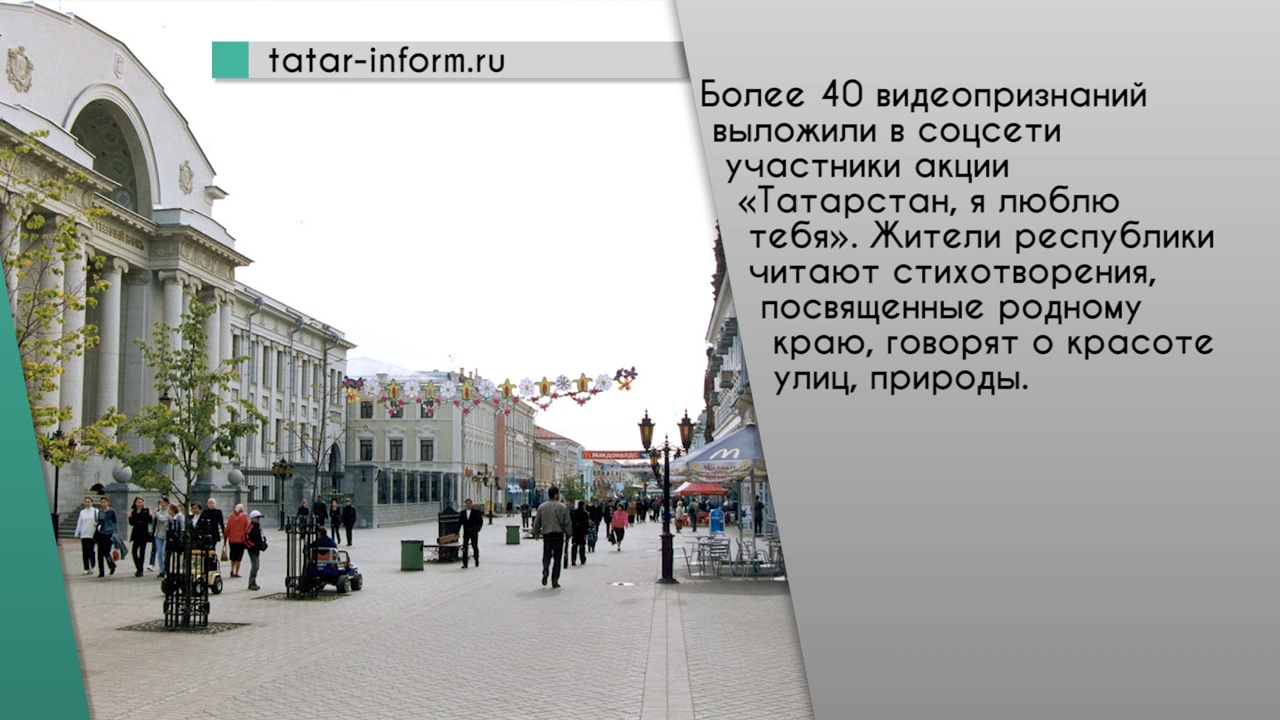 tatar-inform.ru
Более 40 видеопризнаний
выложили в соцсети
участники акции
«Татарстан, я люблю
тебя». Жители республики
читают стихотворения,
посвященные родному
краю, говорят о красоте
улиц, природы.
Макдоналдс